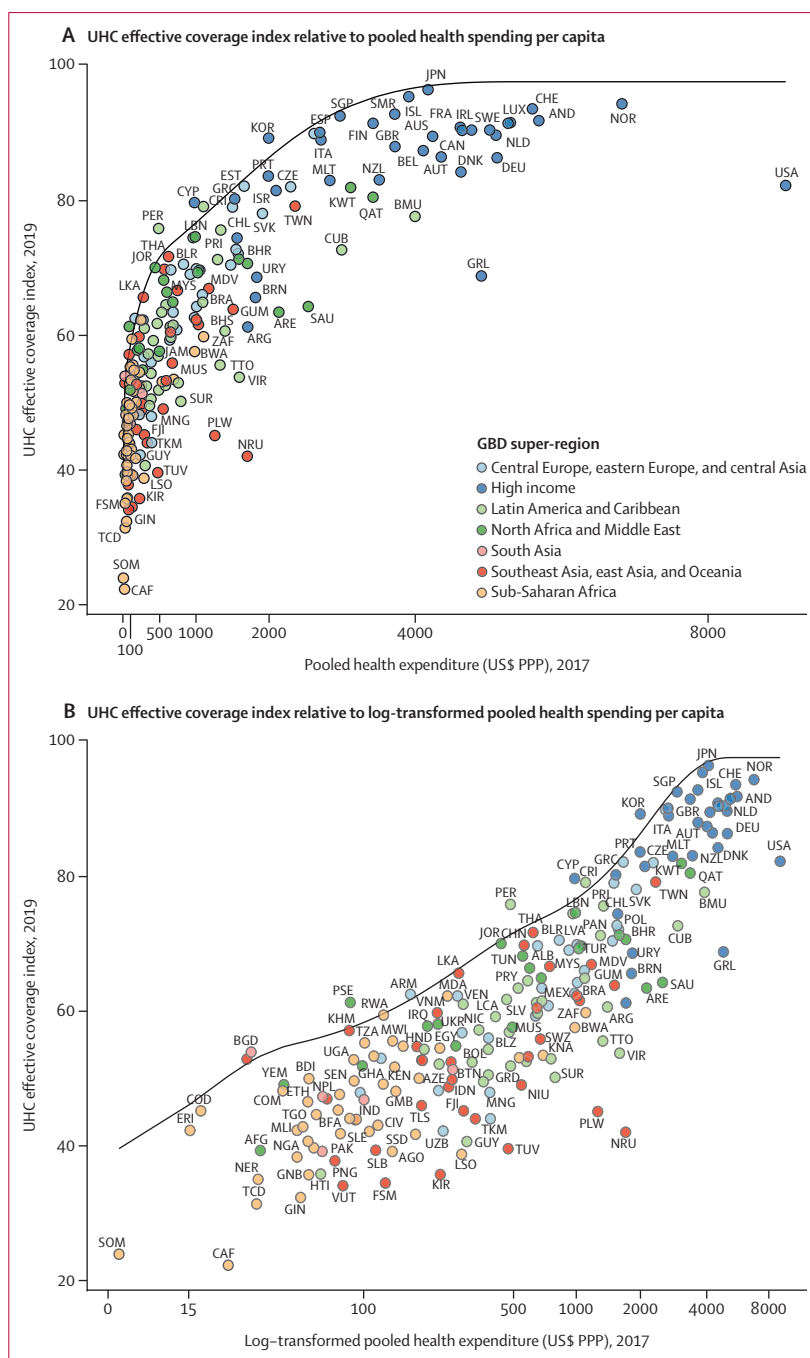 A UHC effective coverage index relative to pooled health spending per capita
100
80
60
40
20
UHC effective coverage index, 2019
JPN
SGP
SMR
ISL
FRA
IRL
SWE
LUX
CHE
AND
NOR
KOR
ESP
FIN
GBR
AUS
CAN
NLD
ITA
BEL
AUT
DNK
DEU
USA
PRT
CZE
MLT
NZL
EST
GRC
CYP
CRI
ISR
KWT
QAT
BMU
PER
LBN
CHL
SVK
TWN
THA
BLR
PRI
BHR
CUB
JOR
URY
GRL
LKA
MYS
MDV
BRN
BRA
GUM
SAU
BHS
ARG
ARE
ZAF
JAM
BWA
MUS
TTO
VIR
SUR
MNG
FJI
PLW
TKM
GUY
NRU
TUV
LSO
KIR
FSM
GIN
TCD
SOM
CAF
GBD super-region
Central Europe, eastern Europe, and central Asia
High income
Latin America and Caribbean
North Africa and Middle East
South Asia
Southeast Asia, east Asia, and Oceania
Sub-Saharan Africa
0
100
500
1000
2000
4000
8000
Pooled health expenditure (US$ PPP), 2017
B UHC effective coverage index relative to log-transformed pooled health spending per capita
100
80
60
40
20
UHC effective coverage index, 2019
JPN
NOR
SGP
ISL
CHE
AND
KOR
GBR
NLD
ITA
AUT
DEU
PRT
CZE
MLT
DNK
USA
GRC
NZL
CYP
CRI
KWT
QAT
TWN
PER
LBN
PRI
CHL
SVK
BMU
THA
JOR
CHN
BLR
LVA
PAN
POL
CUB
TUN
ALB
TUR
BHR
LKA
MYS
MDV
URY
GRL
ARM
MDA
VEN
PRY
GUM
BRN
PSE
RWA
VNM
LCA
SLV
MEX
BRA
SAU
ARE
KHM
IRQ
UKR
NIC
MUS
ZAF
ARG
TZA
MWI
HND
EGY
BLZ
SWZ
BWA
BGD
UGA
BOL
KNA
TTO
VIR
YEM
BDI
SEN
GHA
KEN
AZE
BTN
GRD
SUR
COM
ETH
NPL
GMB
IDN
NIU
COD
IND
FJI
MNG
ERI
TGO
BFA
CIV
TLS
PLW
MLI
SLE
SSD
TKM
NRU
AFG
NGA
PAK
UZB
GUY
TUV
NER
GNB
PNG
SLB
AGO
LSO
TCD
HTI
VUT
FSM
KIR
GIN
SOM
CAF
0
15
100
500
1000
2000
4000
8000
Log–transformed pooled health expenditure (US$ PPP), 2017